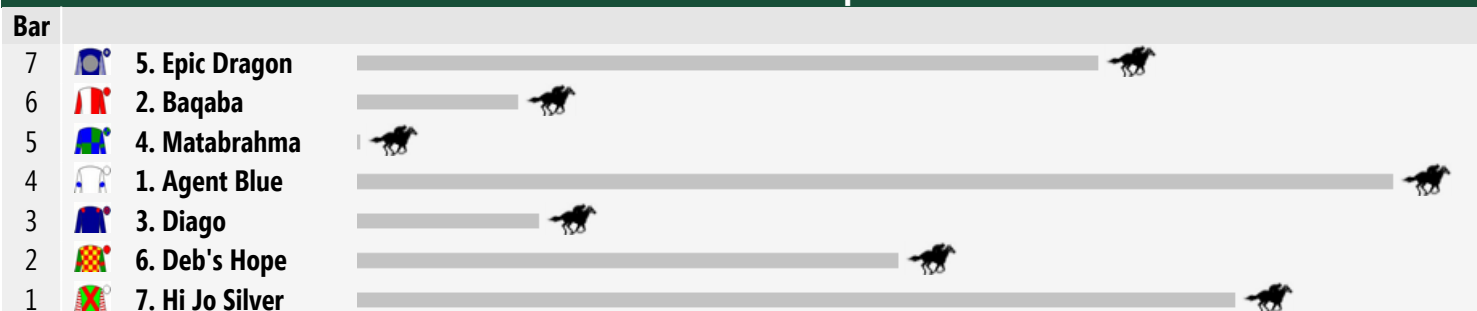 Bar
7 5. Epic Dragon
6 2. Baqaba
5 4. Matabrahma
4 1. Agent Blue
3 3. Diago
2 6. Deb's Hope
1 7. Hi Jo Silver